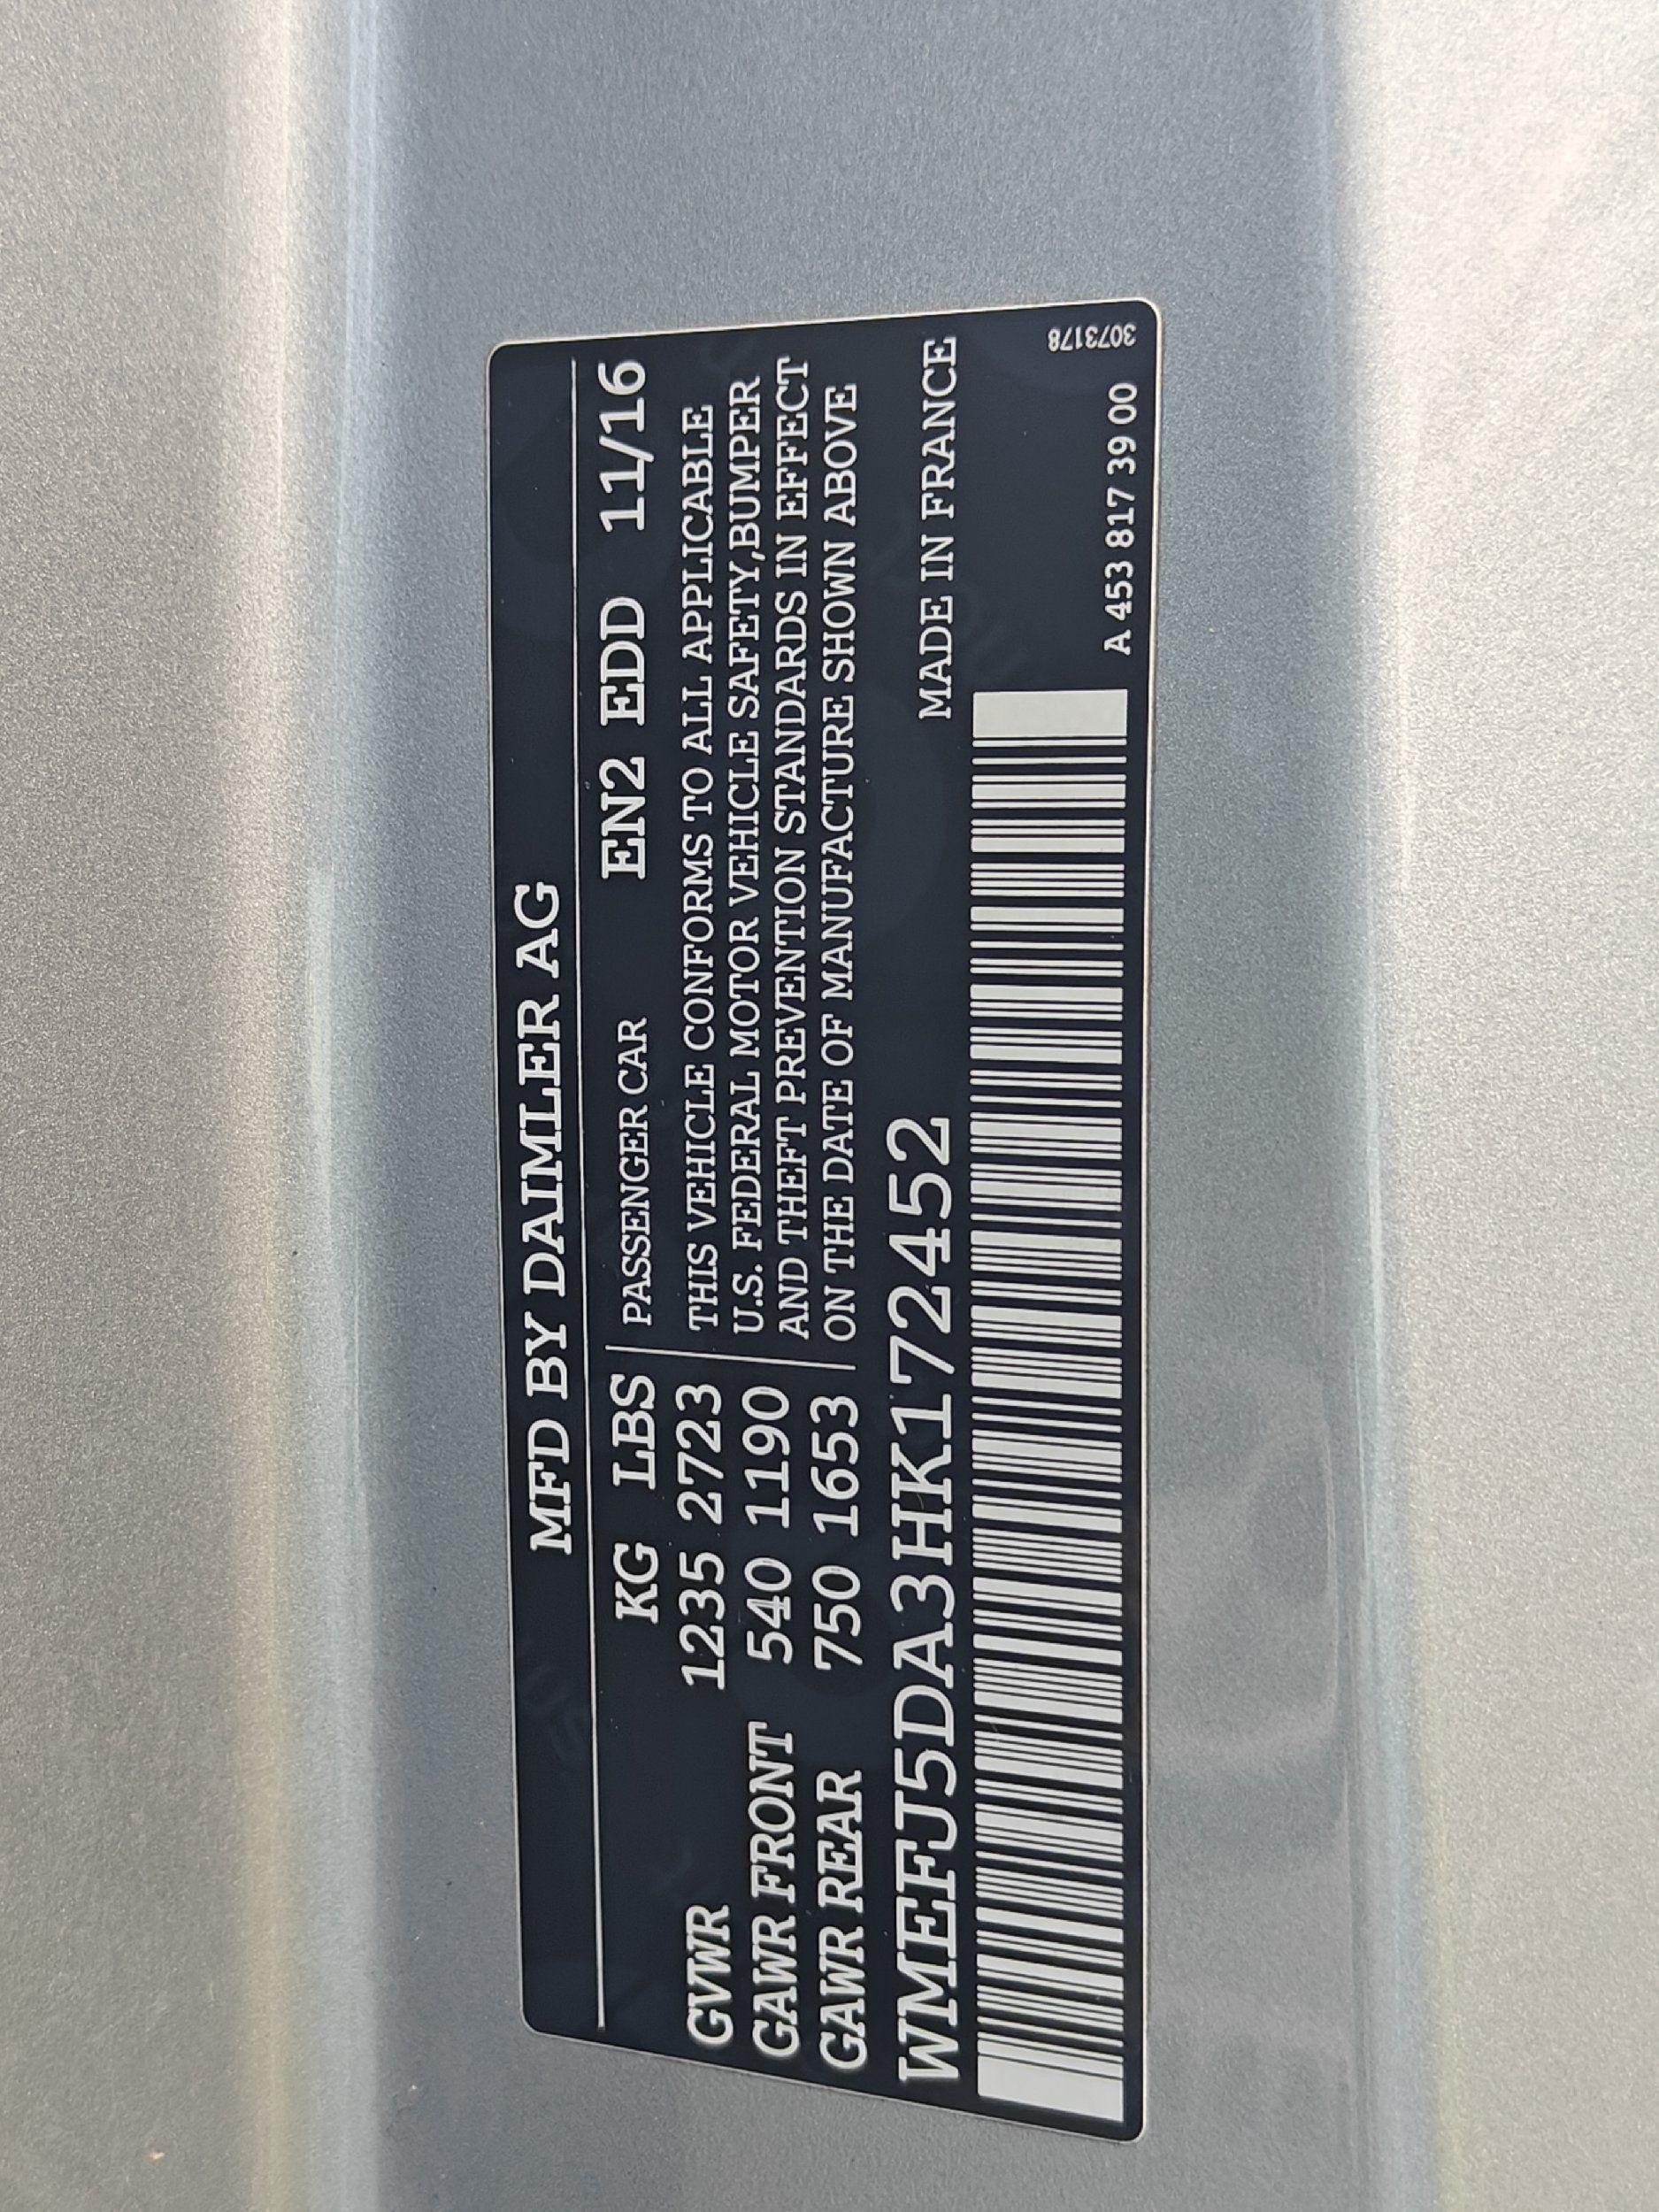 MFD BY DAIMLER AG
KG LBS PASSENGER CAR EN2 EDD 11/16
GVWR 1235 2723 THIS VEHICLE CONFORMS TO ALL APPLICABLE
U.S. FEDERAL MOTOR VEHICLE SAFETY,BUMPER
GAWR FRONT 540 1190 AND THEFT PREVENTION STANDARDS IN EFFECT
GAWR REAR 750 1653 ON THE DATE OF MANUFACTURE SHOWN ABOVE
WMEFJ5DA3HK172452 MADE IN FRANCE
A 453 817 39 00
3073178